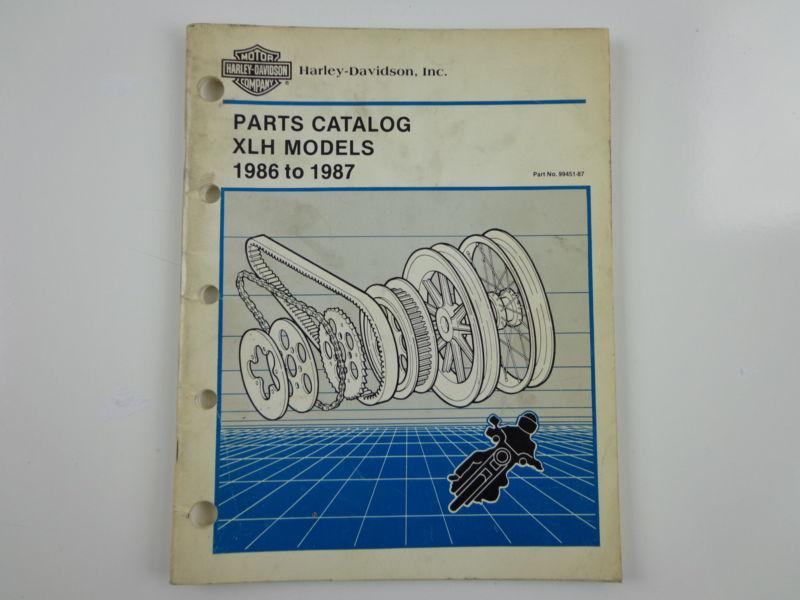 MOTOR
HARLEY-DAVIDSON
COMPANY
®
Harley-Davidson, Inc.
PARTS CATALOG
XLH MODELS
1986 to 1987
Part No. 99451-87